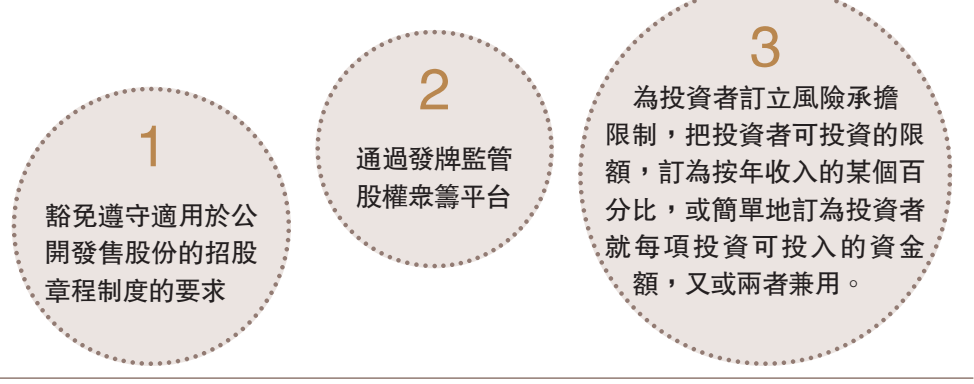 1
豁免遵守適用於公
開發售股份的招股
章程制度的要求
2
通過發牌監管
股權眾籌平台
3
為投資者訂立風險承擔
限制，把投資者可投資的限
額，訂為按年收入的某個百
分比，或簡單地訂為投資者
就每項投資可投入的資金
額，又或兩者兼用。